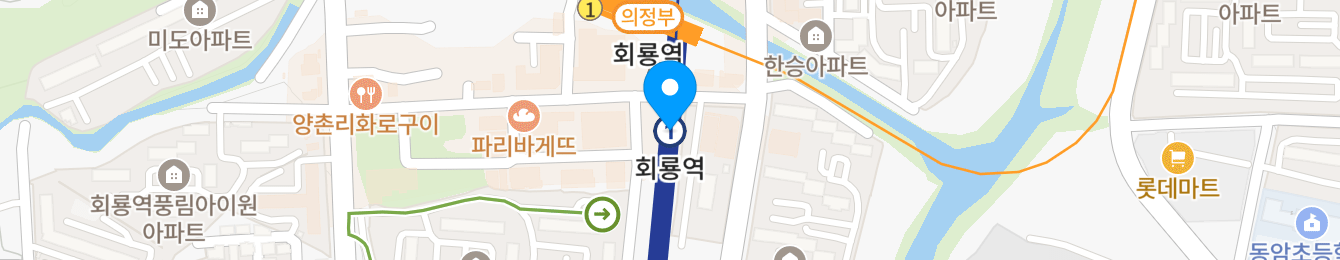 아파트
아파트
1
의정부
미도아파트
회룡역
한승아파트
양촌리화로구이
파리바게뜨
1
회룡역
롯데마트
회룡역풍림아이원
아파트